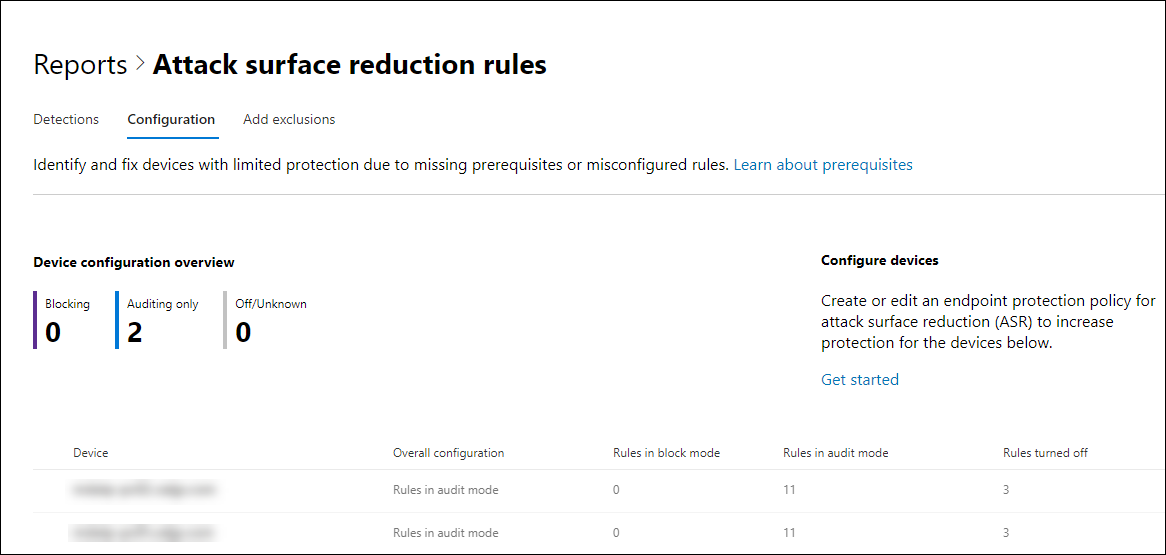 Reports > Attack surface reduction rules
Detections Configuration Add exclusions
Identify and fix devices with limited protection due to missing prerequisites or misconfigured rules. Learn about prerequisites
Device configuration overview
Blocking Auditing only Off/Unknown
0 2 0
Configure devices
Create or edit an endpoint protection policy for
attack surface reduction (ASR) to increase
protection for the devices below.
Get started
Device Overall configuration Rules in block mode Rules in audit mode Rules turned off
Rules in audit mode 0 11 3
Rules in audit mode 0 11 3